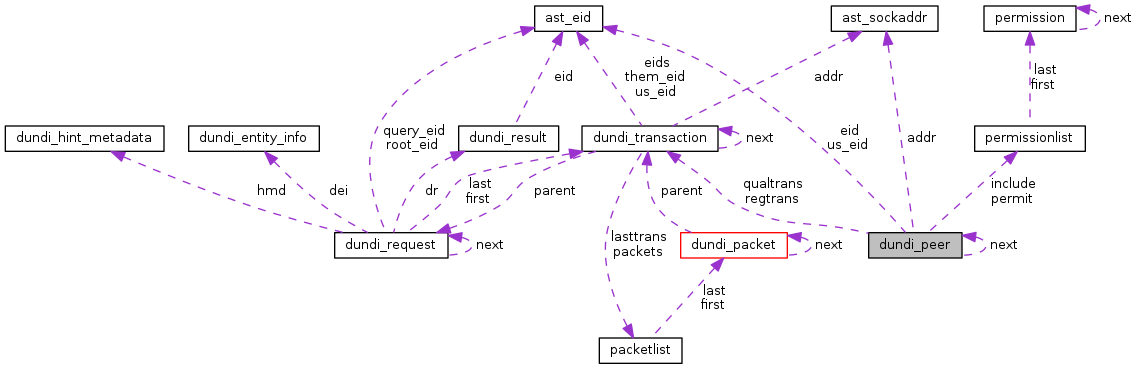 ast_eid
ast_sockaddr
permission
next
eids
them_eid
us_eid
last
first
eid
addr
dundi_hint_metadata
dundi_entity_info
query_eid
root_eid
dundi_result
dundi_transaction
next
eid
us_eid
addr
permissionlist
hmd
dei
dr
last
first
parent
parent
qualtrans
regtrans
include
permit
dundi_request
next
lasttrans
packets
dundi_packet
next
dundi_peer
next
last
first
packetlist